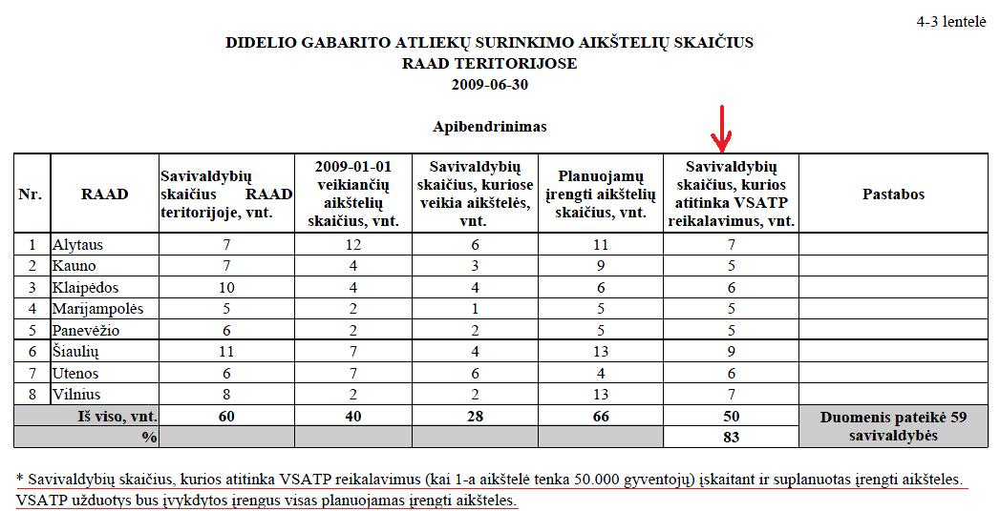 4-3 lentelė
DIDELIO GABARITO ATLIEKŲ SURINKIMO AIKŠTELIŲ SKAIČIUS
RAAD TERITORIJOSE
2009-06-30
Apibendrinimas
Nr. RAAD Savivaldybių skaičius RAAD teritorijoje, vnt. 2009-01-01 veikiančių aikštelių skaičius, vnt. Savivaldybių skaičius, kuriose veikia aikštelės, vnt. Planuojamų įrengti aikštelių skaičius, vnt. Savivaldybių skaičius, kurios atitinka VSATP reikalavimus, vnt. Pastabos
1 Alytaus 7 12 6 11 7
2 Kauno 7 4 3 9 5
3 Klaipėdos 10 4 4 6 6
4 Marijampolės 5 2 1 5 5
5 Panevėžio 6 2 2 5 5
6 Šiaulių 11 7 4 13 9
7 Utenos 6 7 6 4 6
8 Vilnius 8 2 2 13 7
Iš viso, vnt. 60 40 28 66 50 Duomenis pateikė 59 savivaldybės
% 83
* Savivaldybių skaičius, kurios atitinka VSATP reikalavimus (kai 1-a aikštelė tenka 50.000 gyventojų) įskaitant ir suplanuotas įrengti aikšteles.
VSATP užduotys bus įvykdytos įrengus visas planuojamas įrengti aikšteles.